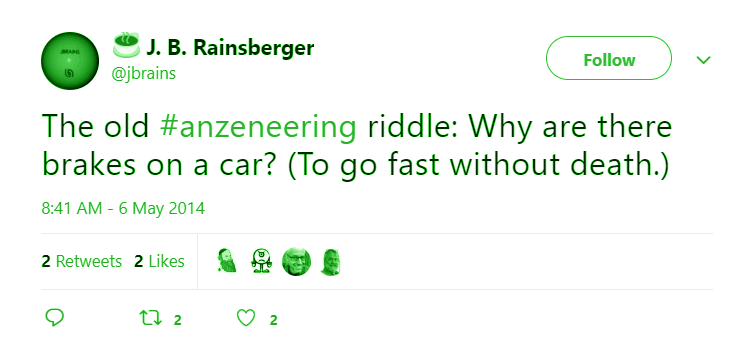 J. B. Rainsberger
@jbrains
Follow
The old #anzeneering riddle: Why are there
brakes on a car? (To go fast without death.)
8:41 AM - 6 May 2014
2 Retweets 2 Likes
2 2